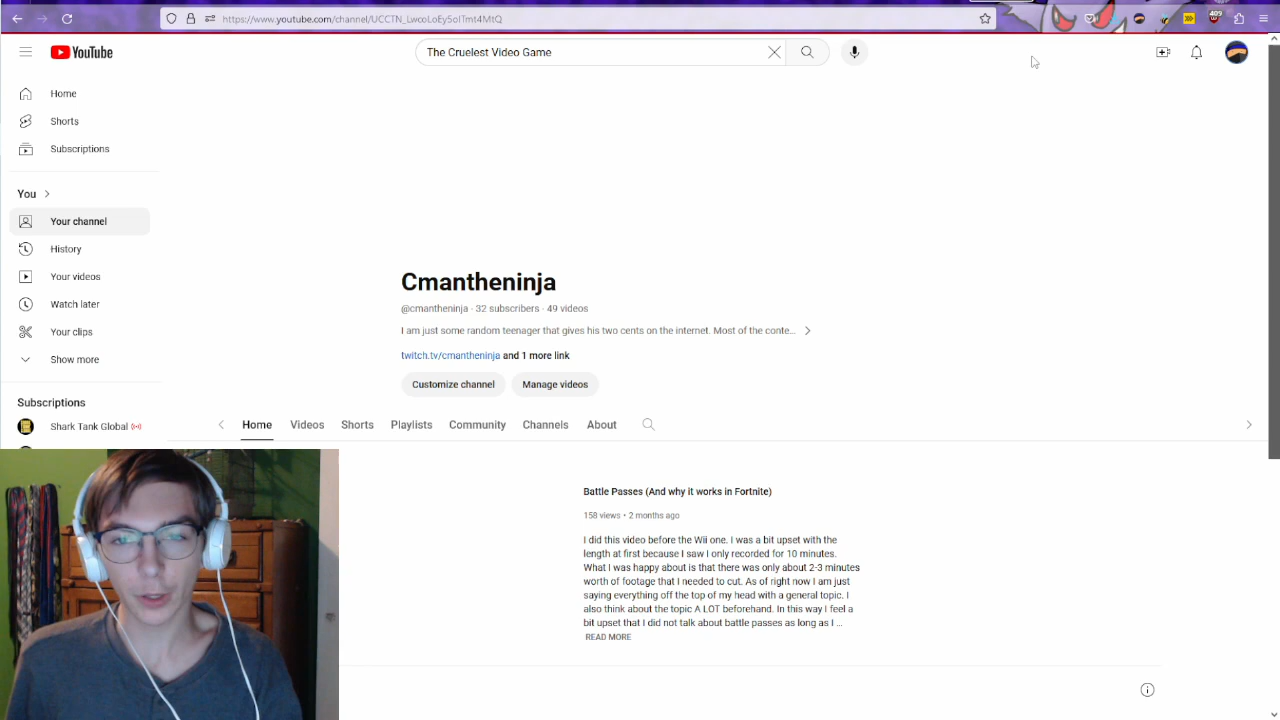 https://www.youtube.com/channel/UCCTN_LwcoLoEy5oITmt4MtQ
409
YouTube
The Cruelest Video Game
Home
Shorts
Subscriptions
You
Your channel
History
Your videos
Watch later
Your clips
Show more
Subscriptions
Shark Tank Global
Cmantheninja
@cmantheninja · 32 subscribers · 49 videos
I am just some random teenager that gives his two cents on the internet. Most of the conte...
twitch.tv/cmantheninja and 1 more link
Customize channel
Manage videos
Home Videos Shorts Playlists Community Channels About
Battle Passes (And why it works in Fortnite)
158 views • 2 months ago
I did this video before the Wii one. I was a bit upset with the
length at first because I saw I only recorded for 10 minutes.
What I was happy about is that there was only about 2-3 minutes
worth of footage that I needed to cut. As of right now I am just
saying everything off the top of my head with a general topic. I
also think about the topic A LOT beforehand. In this way I feel a
bit upset that I did not talk about battle passes as long as I ...
READ MORE